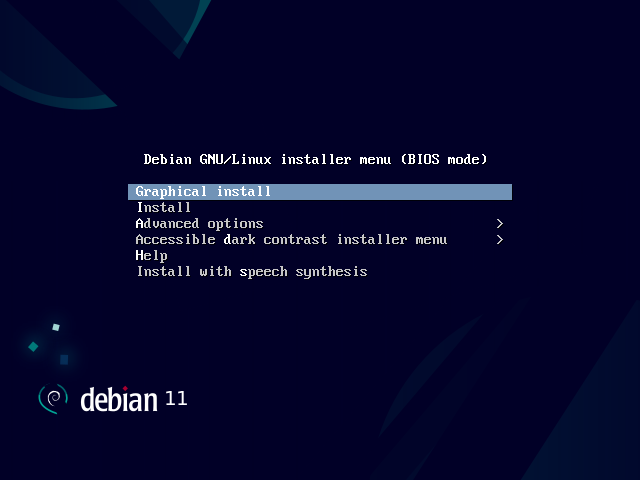 Debian GNU/Linux installer menu (BIOS mode)
Graphical install
Install
Advanced options >
Accessible dark contrast installer menu >
Help
Install with speech synthesis
debian 11